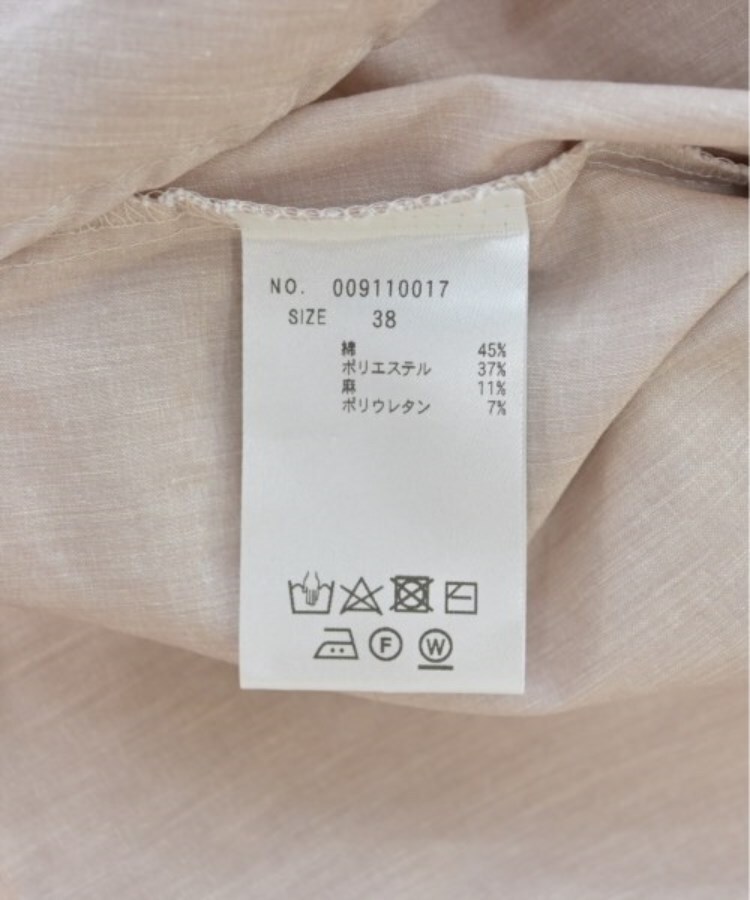 NO. 009110017
SIZE 38
綿 45%
ポリエステル 37%
麻 11%
ポリウレタン 7%
F W